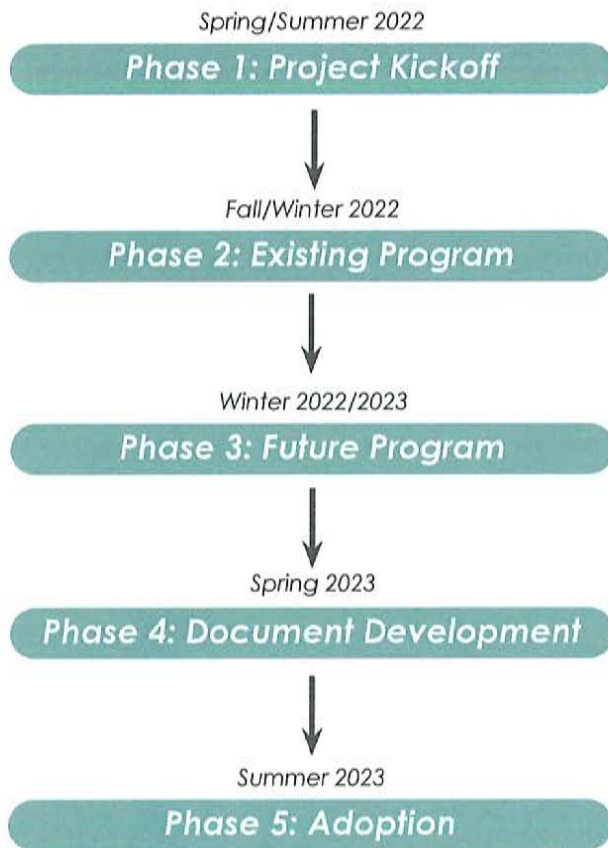 Spring/Summer 2022
Phase 1: Project Kickoff
Fall/Winter 2022
Phase 2: Existing Program
Winter 2022/2023
Phase 3: Future Program
Spring 2023
Phase 4: Document Development
Summer 2023
Phase 5: Adoption